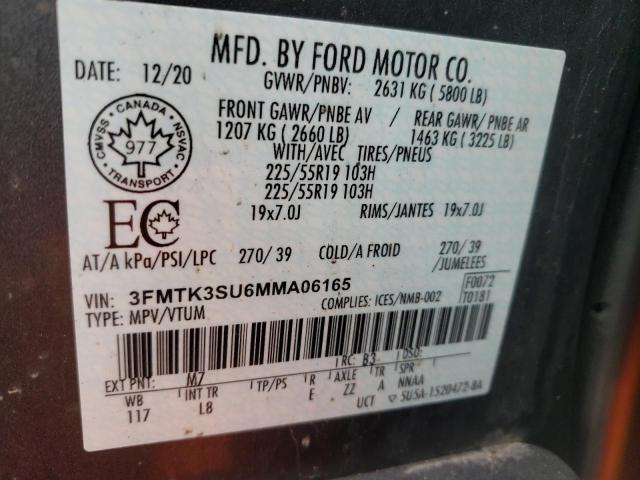 MFD. BY FORD MOTOR CO.
DATE: 12/20
GVWR/PNBV: 2631 KG ( 5800 LB)
FRONT GAWR/PNBE AV / REAR GAWR/ PNBE AR
1207 KG ( 2660 LB) 1463 KG ( 3225 LB)
WITH/AVEC TIRES/PNEUS
225/55R19 103H
225/55R19 103H
19x7.0J RIMS/JANTES 19x7.0J
CANADA
CMVSS NSVAC
977
TRANSPORT
EC
AT/A kPa/PSI/LPC 270/ 39 COLD/A FROID 270/ 39
/JUMELEES
VIN: 3FMTK3SU6MMA06165
F0072
T0181
TYPE: MPV/VTUM COMPLIES: ICES/NMB-002
EXT PNT: M7 RC: B3 DSO:
WB INT TR TP/PS R AXLE TR SPR
117 L8 E ZZ A NNAA
UCT 5U5A-1520472-BA